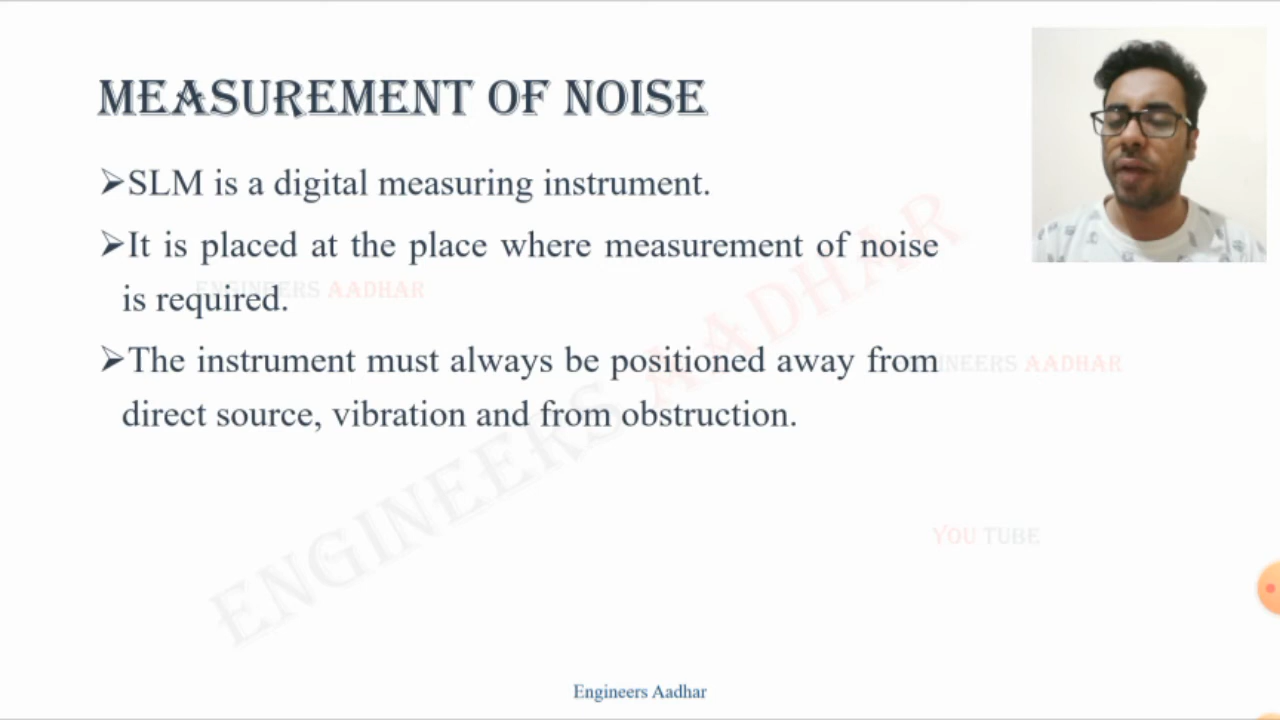 MEASUREMENT OF NOISE
➢SLM is a digital measuring instrument.
➢It is placed at the place where measurement of noise
is required.
ENGINEERS AADHAR
➢The instrument must always be positioned away from
direct source, vibration and from obstruction.
ENGINEERS AADHAR
ENGINEERS AADHAR
YOU TUBE
Engineers Aadhar